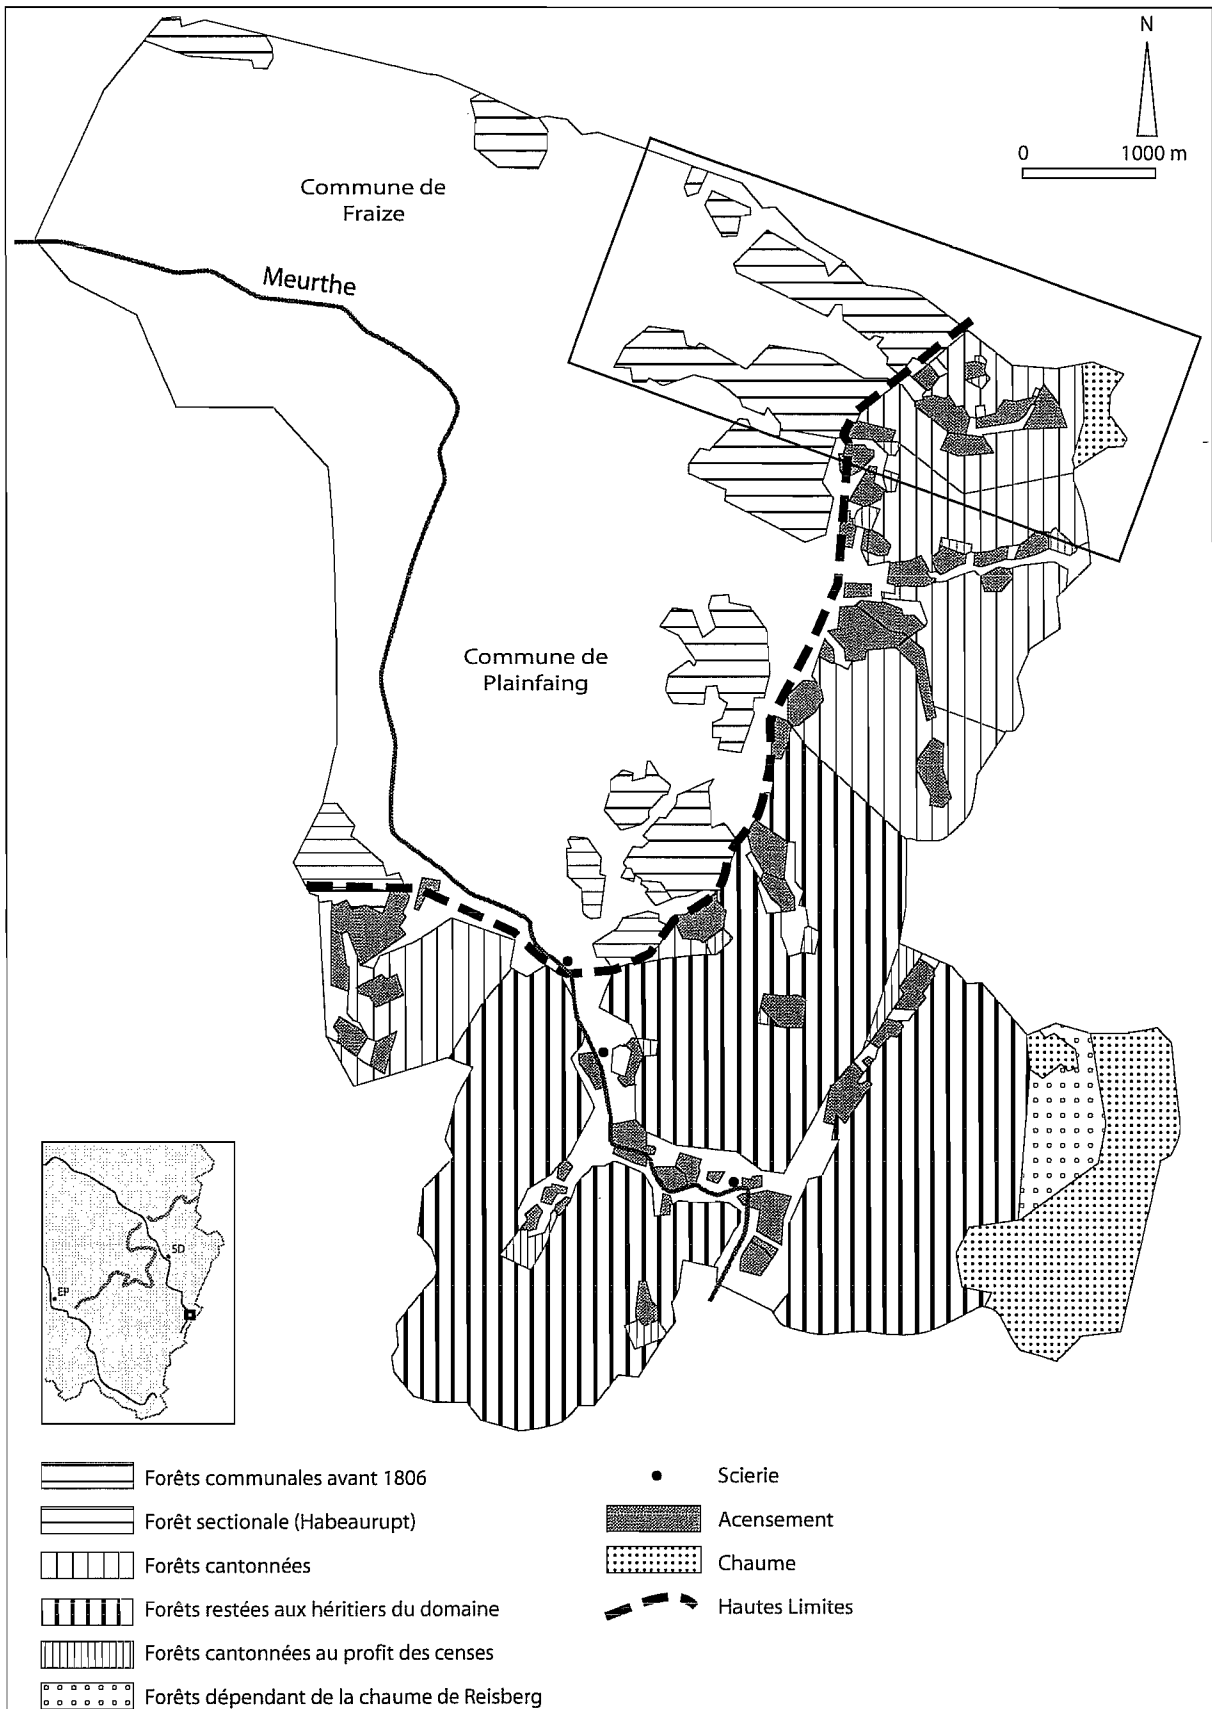 N
0 1000 m
Commune de
Fraize
Meurthe
Commune de
Plainfaing
SD
EP
Forêts communales avant 1806
Forêt sectionale (Habeaurupt)
Forêts cantonnées
Forêts restées aux héritiers du domaine
Forêts cantonnées au profit des censes
Forêts dépendant de la chaume de Reisberg
Scierie
Acensement
Chaume
Hautes Limites